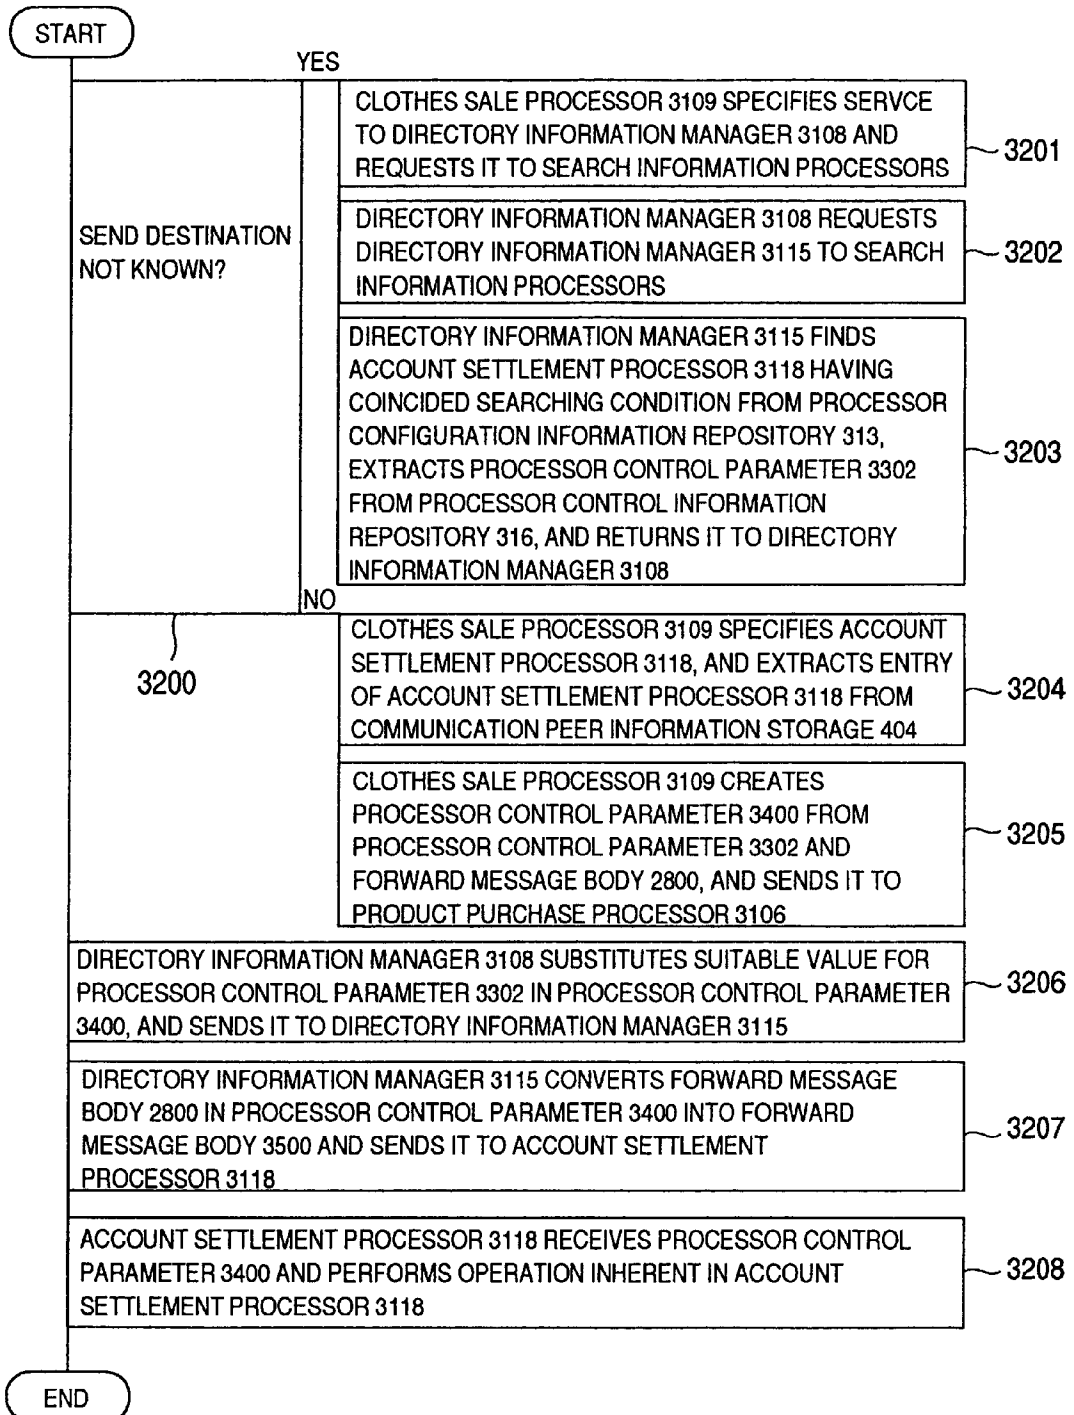 START
YES
CLOTHES SALE PROCESSOR 3109 SPECIFIES SERVCE
TO DIRECTORY INFORMATION MANAGER 3108 AND
REQUESTS IT TO SEARCH INFORMATION PROCESSORS
3201
SEND DESTINATION
NOT KNOWN?
DIRECTORY INFORMATION MANAGER 3108 REQUESTS
DIRECTORY INFORMATION MANAGER 3115 TO SEARCH
INFORMATION PROCESSORS
3202
DIRECTORY INFORMATION MANAGER 3115 FINDS
ACCOUNT SETTLEMENT PROCESSOR 3118 HAVING
COINCIDED SEARCHING CONDITION FROM PROCESSOR
CONFIGURATION INFORMATION REPOSITORY 313,
EXTRACTS PROCESSOR CONTROL PARAMETER 3302
FROM PROCESSOR CONTROL INFORMATION
REPOSITORY 316, AND RETURNS IT TO DIRECTORY
INFORMATION MANAGER 3108
3203
NO
3200
CLOTHES SALE PROCESSOR 3109 SPECIFIES ACCOUNT
SETTLEMENT PROCESSOR 3118, AND EXTRACTS ENTRY
OF ACCOUNT SETTLEMENT PROCESSOR 3118 FROM
COMMUNICATION PEER INFORMATION STORAGE 404
3204
CLOTHES SALE PROCESSOR 3109 CREATES
PROCESSOR CONTROL PARAMETER 3400 FROM
PROCESSOR CONTROL PARAMETER 3302 AND
FORWARD MESSAGE BODY 2800, AND SENDS IT TO
PRODUCT PURCHASE PROCESSOR 3106
3205
DIRECTORY INFORMATION MANAGER 3108 SUBSTITUTES SUITABLE VALUE FOR
PROCESSOR CONTROL PARAMETER 3302 IN PROCESSOR CONTROL PARAMETER
3400, AND SENDS IT TO DIRECTORY INFORMATION MANAGER 3115
3206
DIRECTORY INFORMATION MANAGER 3115 CONVERTS FORWARD MESSAGE
BODY 2800 IN PROCESSOR CONTROL PARAMETER 3400 INTO FORWARD
MESSAGE BODY 3500 AND SENDS IT TO ACCOUNT SETTLEMENT
PROCESSOR 3118
3207
ACCOUNT SETTLEMENT PROCESSOR 3118 RECEIVES PROCESSOR CONTROL
PARAMETER 3400 AND PERFORMS OPERATION INHERENT IN ACCOUNT
SETTLEMENT PROCESSOR 3118
3208
END